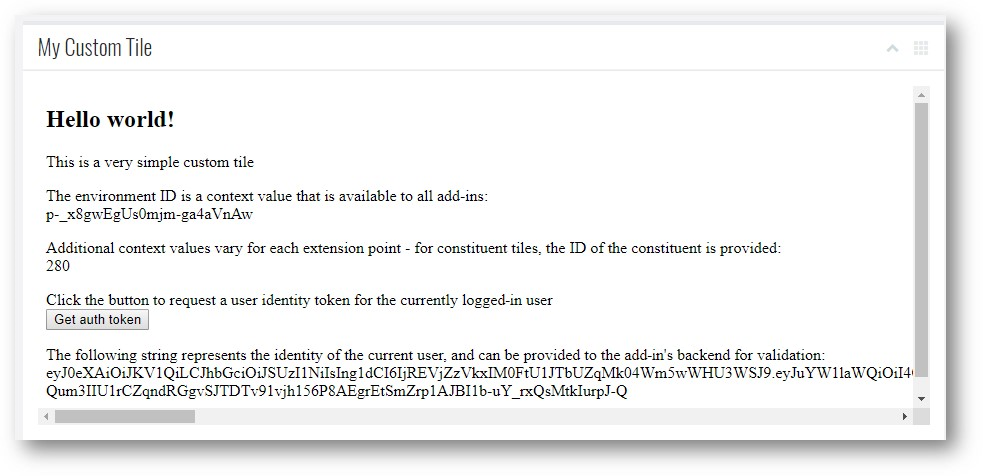 My Custom Tile
Hello world!
This is a very simple custom tile
The environment ID is a context value that is available to all add-ins:
p-_x8gwEgUs0mjm-ga4aVnAw
Additional context values vary for each extension point - for constituent tiles, the ID of the constituent is provided:
280
Click the button to request a user identity token for the currently logged-in user
Get auth token
The following string represents the identity of the current user, and can be provided to the add-in's backend for validation:
eyJ0eXAiOiJKV1QiLCJhbGciOiJSUzI1NiIsIng1dCI6IjREVjZzVkxIM0FtU1JTbUZqMk04Wm5wWHU3WSJ9.eyJuYW1laWQiOiI4
Qum3IIU1rCZqndRGgvSJTDTv91vjh156P8AEgrEtSmZrp1AJBI1b-uY_rxQsMtkIurpJ-Q